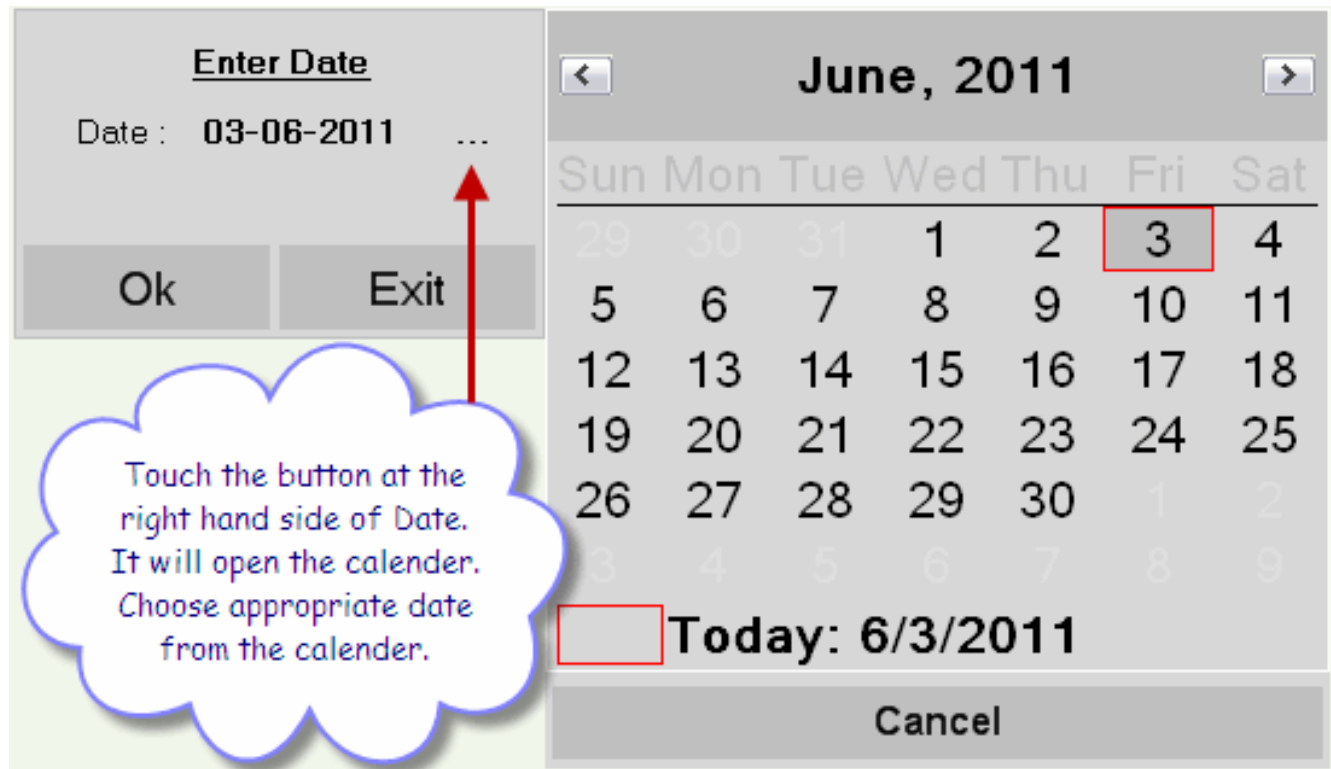 Enter Date
Date : 03-06-2011 ...
Ok Exit
Touch the button at the
right hand side of Date.
It will open the calender.
Choose appropriate date
from the calender.
< June, 2011 >
Sun Mon Tue Wed Thu Fri Sat
29 30 31 1 2 3 4
5 6 7 8 9 10 11
12 13 14 15 16 17 18
19 20 21 22 23 24 25
26 27 28 29 30 1 2
3 4 5 6 7 8 9
Today: 6/3/2011
Cancel